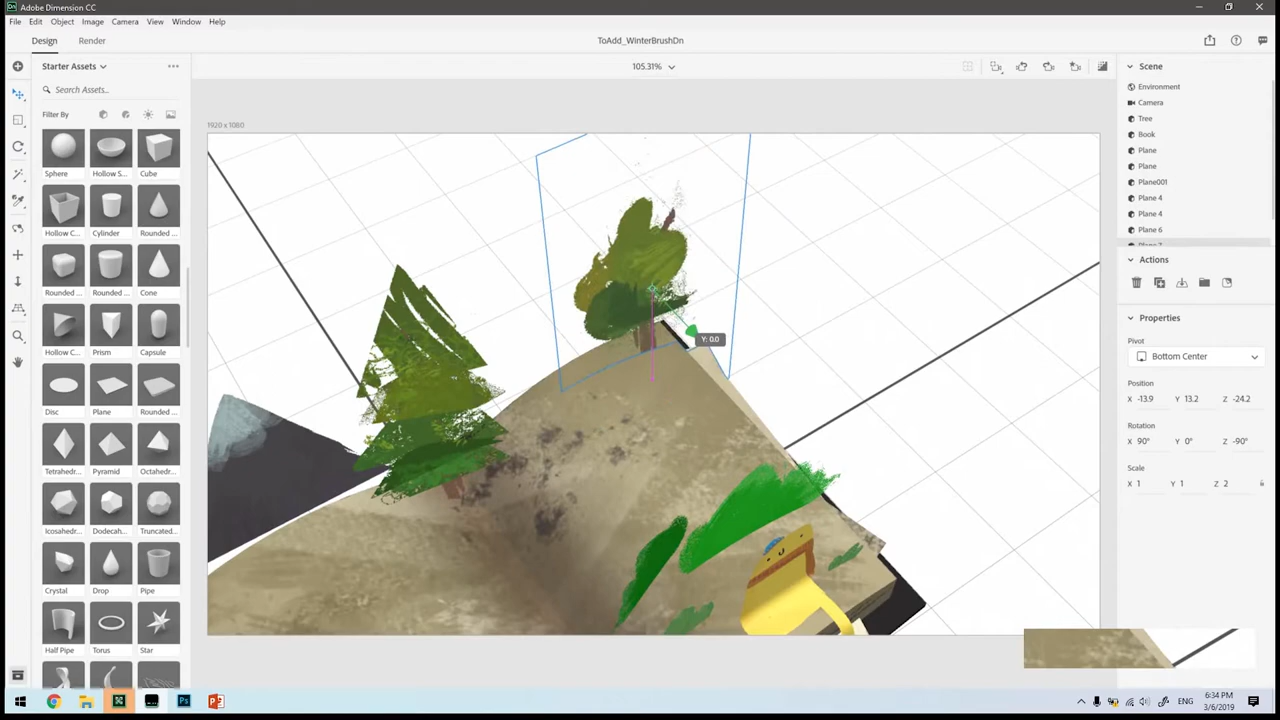 Dn Adobe Dimension CC
File Edit Object Image Camera View Window Help
Design Render
ToAdd_WinterBrushDn
Starter Assets
105.31%
Search Assets...
Filter By
Sphere Hollow S... Cube
Hollow C... Cylinder Rounded ...
Rounded ... Rounded ... Cone
Hollow C... Prism Capsule
Disc Plane Rounded ...
Tetrahedr... Pyramid Octahedr...
Icosahedr... Dodecah... Truncated...
Crystal Drop Pipe
Half Pipe Torus Star
1920 x 1080
Y: 0.0
Scene
Environment
Camera
Tree
Book
Plane
Plane
Plane001
Plane 4
Plane 4
Plane 6
Actions
Properties
Pivot
Bottom Center
Position
X -13.9 Y 13.2 Z -24.2
Rotation
X 90° Y 0° Z -90°
Scale
X 1 Y 1 Z 2
ENG
6:34 PM
3/6/2019